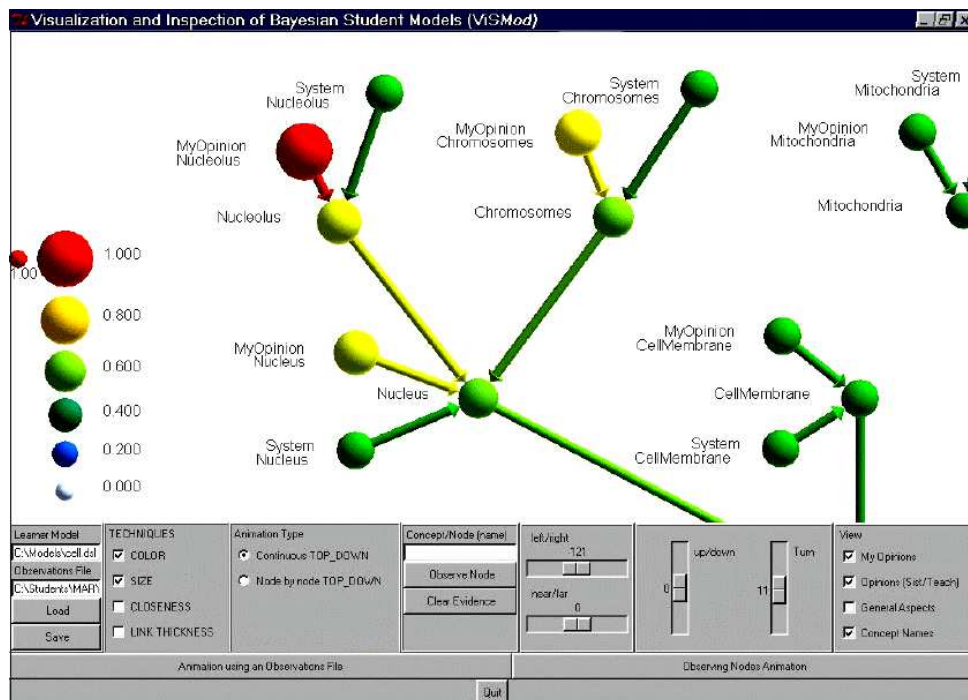 Visualization and Inspection of Bayesian Student Models (ViSMod)
System
Nucleolus
MyOpinion
Nucleolus
Nucleolus
System
Chromosomes
MyOpinion
Chromosomes
Chromosomes
System
Mitochondria
MyOpinion
Mitochondria
Mitochondria
1.00
1.000
0.800
0.600
0.400
0.200
0.000
MyOpinion
Nucleus
Nucleus
System
Nucleus
MyOpinion
CellMembrane
CellMembrane
System
CellMembrane
Learner Model
C:\Models\cell.dsl
Observations File
C:\Students\MARY
Load
Save
TECHNIQUES
COLOR
SIZE
CLOSENESS
LINK THICKNESS
Animation Type
Continuous TOP_DOWN
Node by node TOP_DOWN
Concept/Node (name)
Observe Node
Clear Evidence
left/right
121
near/far
0
up/down
0
Turn
11
View
My Opinions
Opinions (Sist/Teach)
General Aspects
Concept Names
Animation using an Observations File
Observing Nodes Animation
Quit